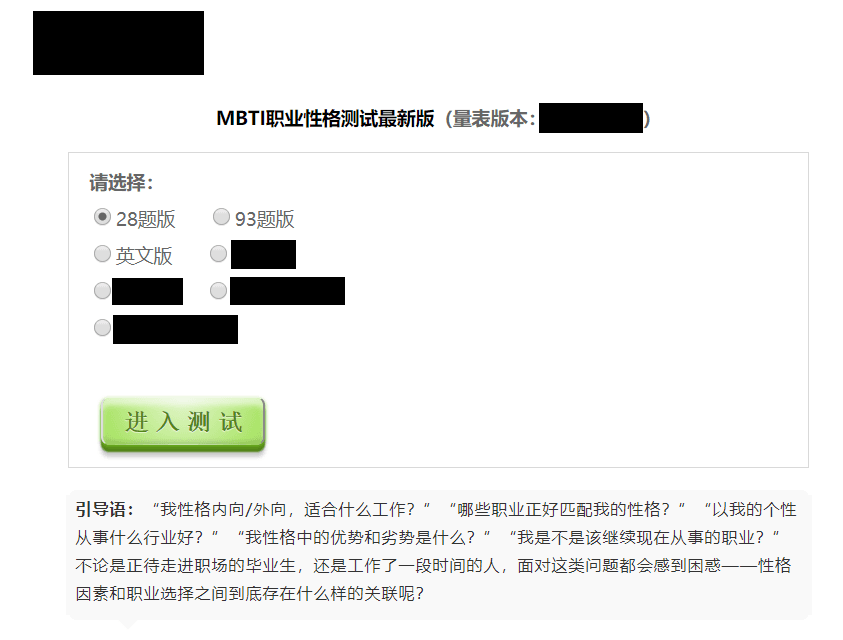 MBTI职业性格测试最新版（量表版本：）
请选择：
28题版 93题版
英文版
进入测试
引导语：“我性格内向/外向，适合什么工作？”“哪些职业正好匹配我的性格？”“以我的个性
从事什么行业好？”“我性格中的优势和劣势是什么？”“我是不是该继续现在从事的职业？”
不论是正待走进职场的毕业生，还是工作了一段时间的人，面对这类问题都会感到困惑——性格
因素和职业选择之间到底存在什么样的关联呢？